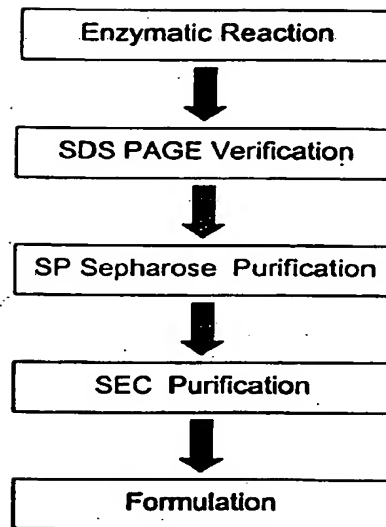 Enzymatic Reaction
SDS PAGE Verification
SP Sepharose Purification
SEC Purification
Formulation